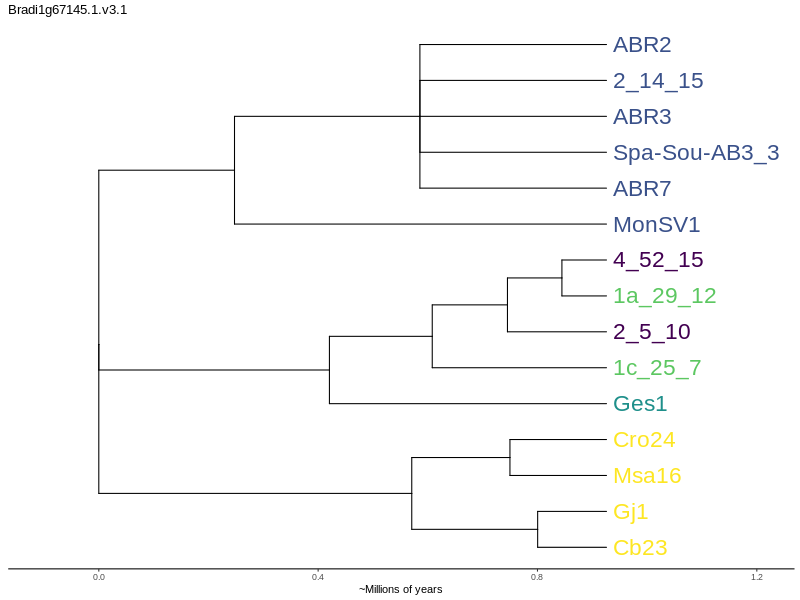 Bradi1g67145.1.v3.1
ABR2
2_14_15
ABR3
Spa-Sou-AB3_3
ABR7
MonSV1
4_52_15
1a_29_12
2_5_10
1c_25_7
Ges1
Cro24
Msa16
Gj1
Cb23
0.0 0.4 0.8 1.2
~Millions of years